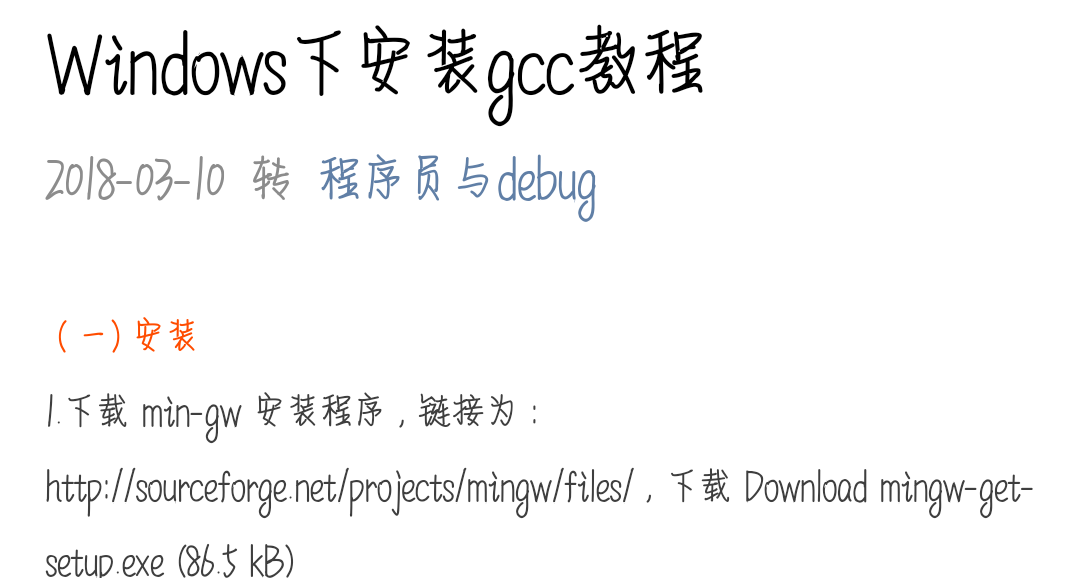 Windows下安装gcc教程
2018-03-10 转 程序员与debug
（一）安装
1.下载 min-gw 安装程序，链接为：
http://sourceforge.net/projects/mingw/files/，下载 Download mingw-get-
setup.exe (86.5 kB)